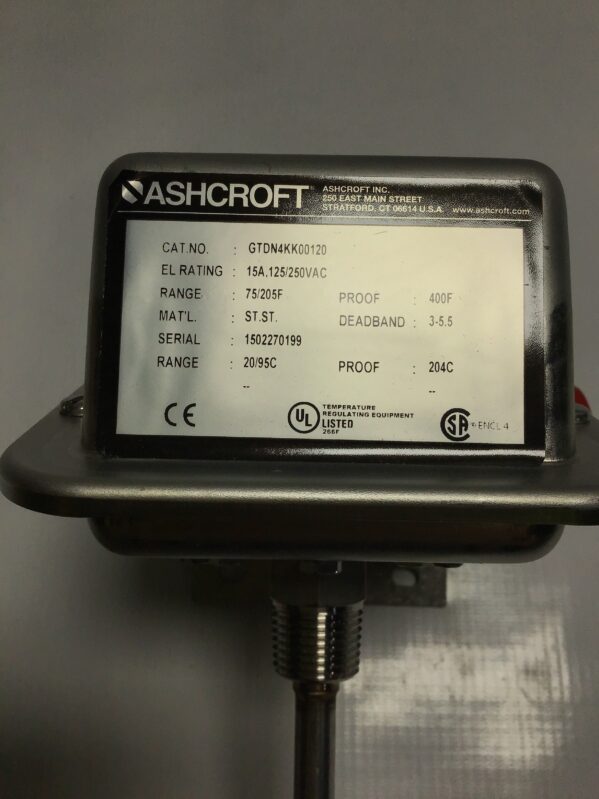 ASHCROFT®
ASHCROFT INC.
250 EAST MAIN STREET
STRATFORD, CT 06614 U.S.A. www.ashcroft.com
CAT.NO. : GTDN4KK00120
EL RATING : 15A,125/250VAC
RANGE : 75/205F PROOF : 400F
MAT'L. : ST.ST. DEADBAND : 3-5.5
SERIAL : 1502270199
RANGE : 20/95C PROOF : 204C
-- --
CE
UL
TEMPERATURE
REGULATING EQUIPMENT
LISTED
266F
SA ® ENCL 4